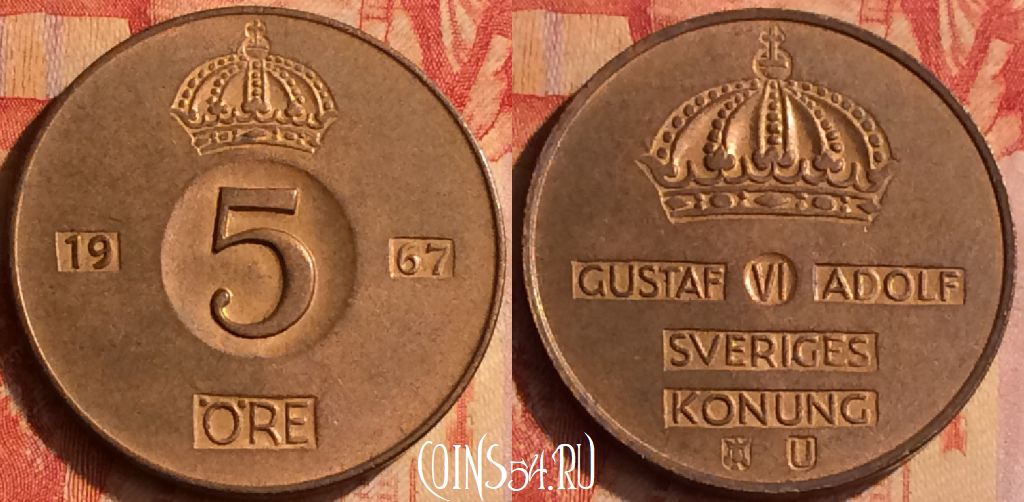 5
19 67
ÖRE
GUSTAF VI ADOLF
SVERIGES
KONUNG
U
COINS54.RU